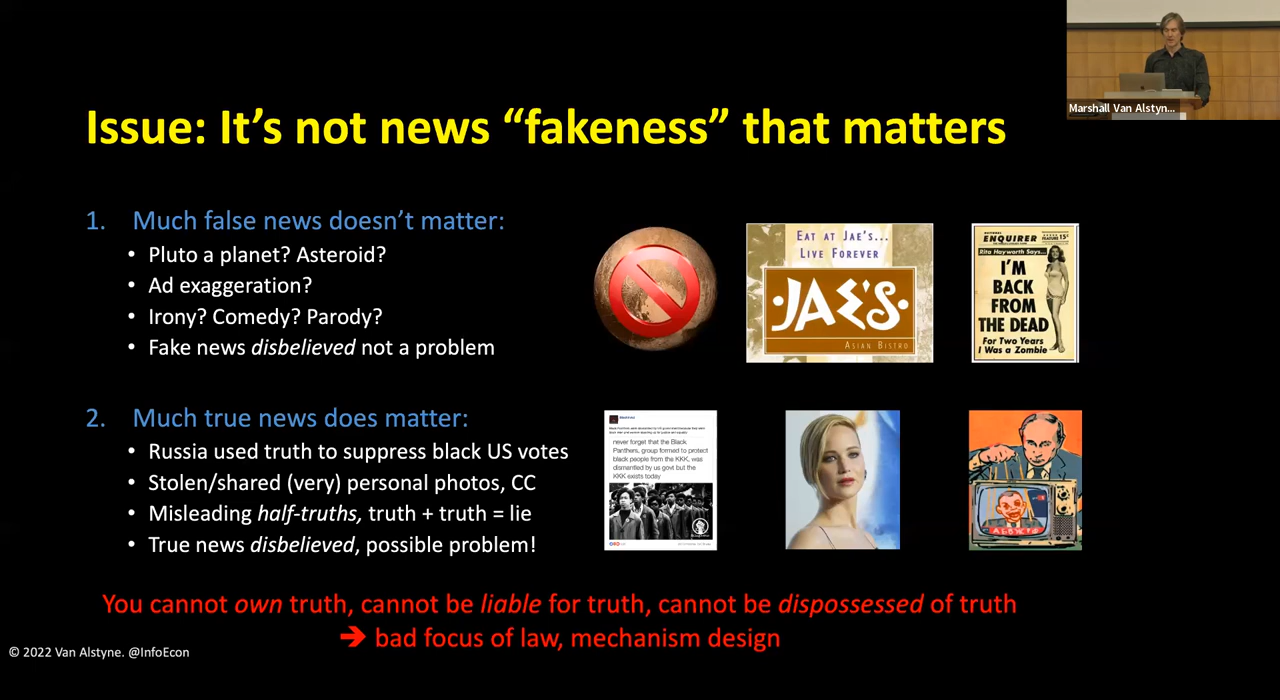 Marshall Van Alstyn...
Issue: It's not news “fakeness” that matters
1. Much false news doesn't matter:
• Pluto a planet? Asteroid?
• Ad exaggeration?
• Irony? Comedy? Parody?
• Fake news disbelieved not a problem
EAT AT JAE'S...
LIVE FOREVER
·JAE'S·
ASIAN BISTRO
ENQUIRER
Rita Hayworth Says...
I'M
BACK
FROM
THE DEAD
For Two Years
I Was a Zombie
2. Much true news does matter:
• Russia used truth to suppress black US votes
• Stolen/shared (very) personal photos, CC
• Misleading half-truths, truth + truth = lie
• True news disbelieved, possible problem!
never forget that the Black
Panthers, group formed to protect
black people from the KKK, was
dismantled by us govt but the
KKK exists today
You cannot own truth, cannot be liable for truth, cannot be dispossessed of truth
➔ bad focus of law, mechanism design
© 2022 Van Alstyne. @InfoEcon